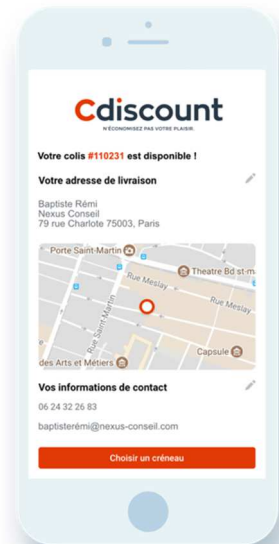 Cdiscount
N'ÉCONOMISEZ PAS VOTRE PLAISIR.
Votre colis #110231 est disponible !
Votre adresse de livraison
Baptiste Rémi
Nexus Conseil
79 rue Charlote 75003, Paris
Porte Saint-Martin
Theatre Bd st-m
Rue Meslay
Rue Meslay
Rue Saint-Martin
Capsule
des Arts et Métiers
Vos informations de contact
06 24 32 26 83
baptisterémi@nexus-conseil.com
Choisir un créneau